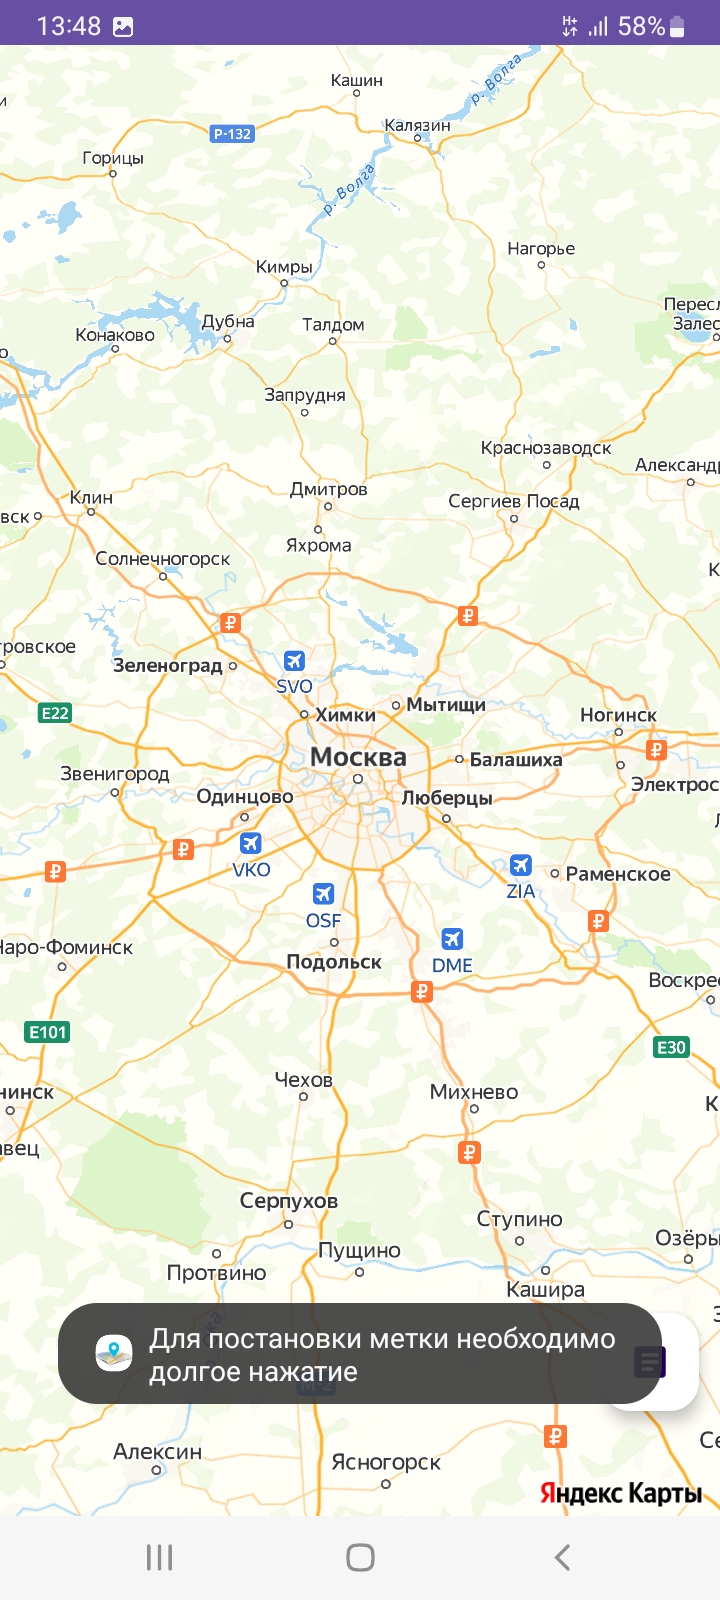 13:48
H+
58%
Кашин
р. Волга
Калязин
Р-132
Горицы
р. Волга
Нагорье
Кимры
Дубна
Талдом
Конаково
Запрудня
Краснозаводск
Клин
Дмитров
Сергиев Посад
Яхрома
Солнечногорск
Зеленоград
SVO
Химки
Мытищи
Ногинск
E22
Москва
Балашиха
Звенигород
Одинцово
Люберцы
VKO
ZIA
Раменское
OSF
DME
Подольск
E101
E30
Чехов
Михнево
Серпухов
Ступино
Протвино
Пущино
Кашира
Для постановки метки необходимо
долгое нажатие
М-2
Алексин
Ясногорск
Яндекс Карты